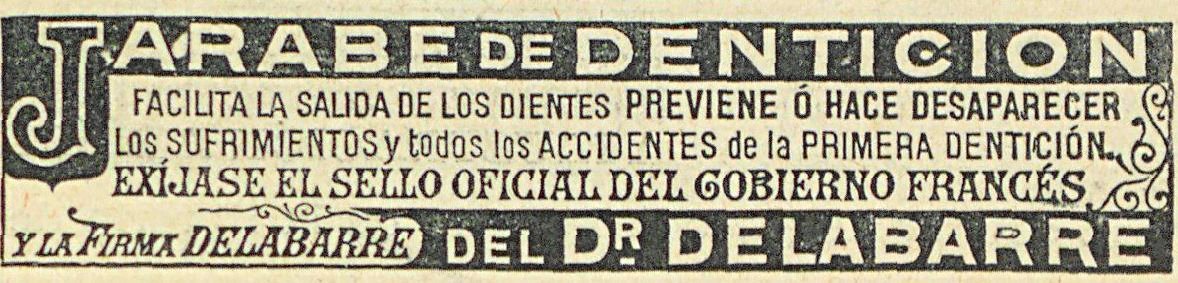 JARABE DE DENTICION
FACILITA LA SALIDA DE LOS DIENTES PREVIENE Ó HACE DESAPARECER
LOS SUFRIMIENTOS y todos los ACCIDENTES de la PRIMERA DENTICIÓN.
EXÍJASE EL SELLO OFICIAL DEL GOBIERNO FRANCÉS
Y LA FIRMA DELABARRE DEL DR. DELABARRE